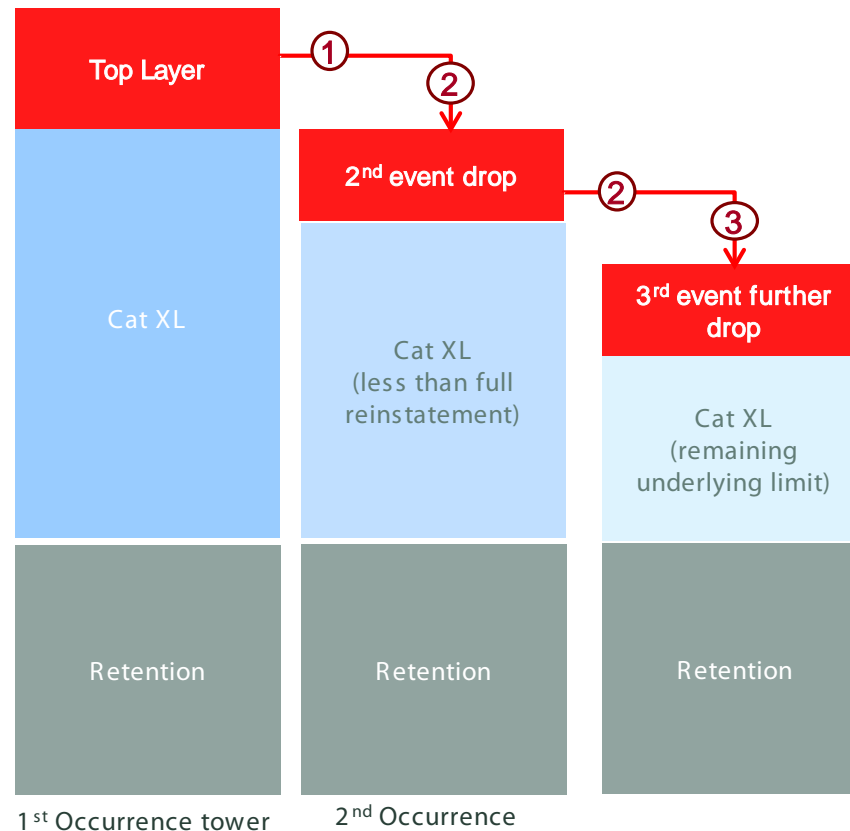 Top Layer
Cat XL
Retention
1st Occurrence tower
1
2
2nd event drop
Cat XL
(less than full
reinstatement)
Retention
2nd Occurrence
2
3
3rd event further
drop
Cat XL
(remaining
underlying limit)
Retention